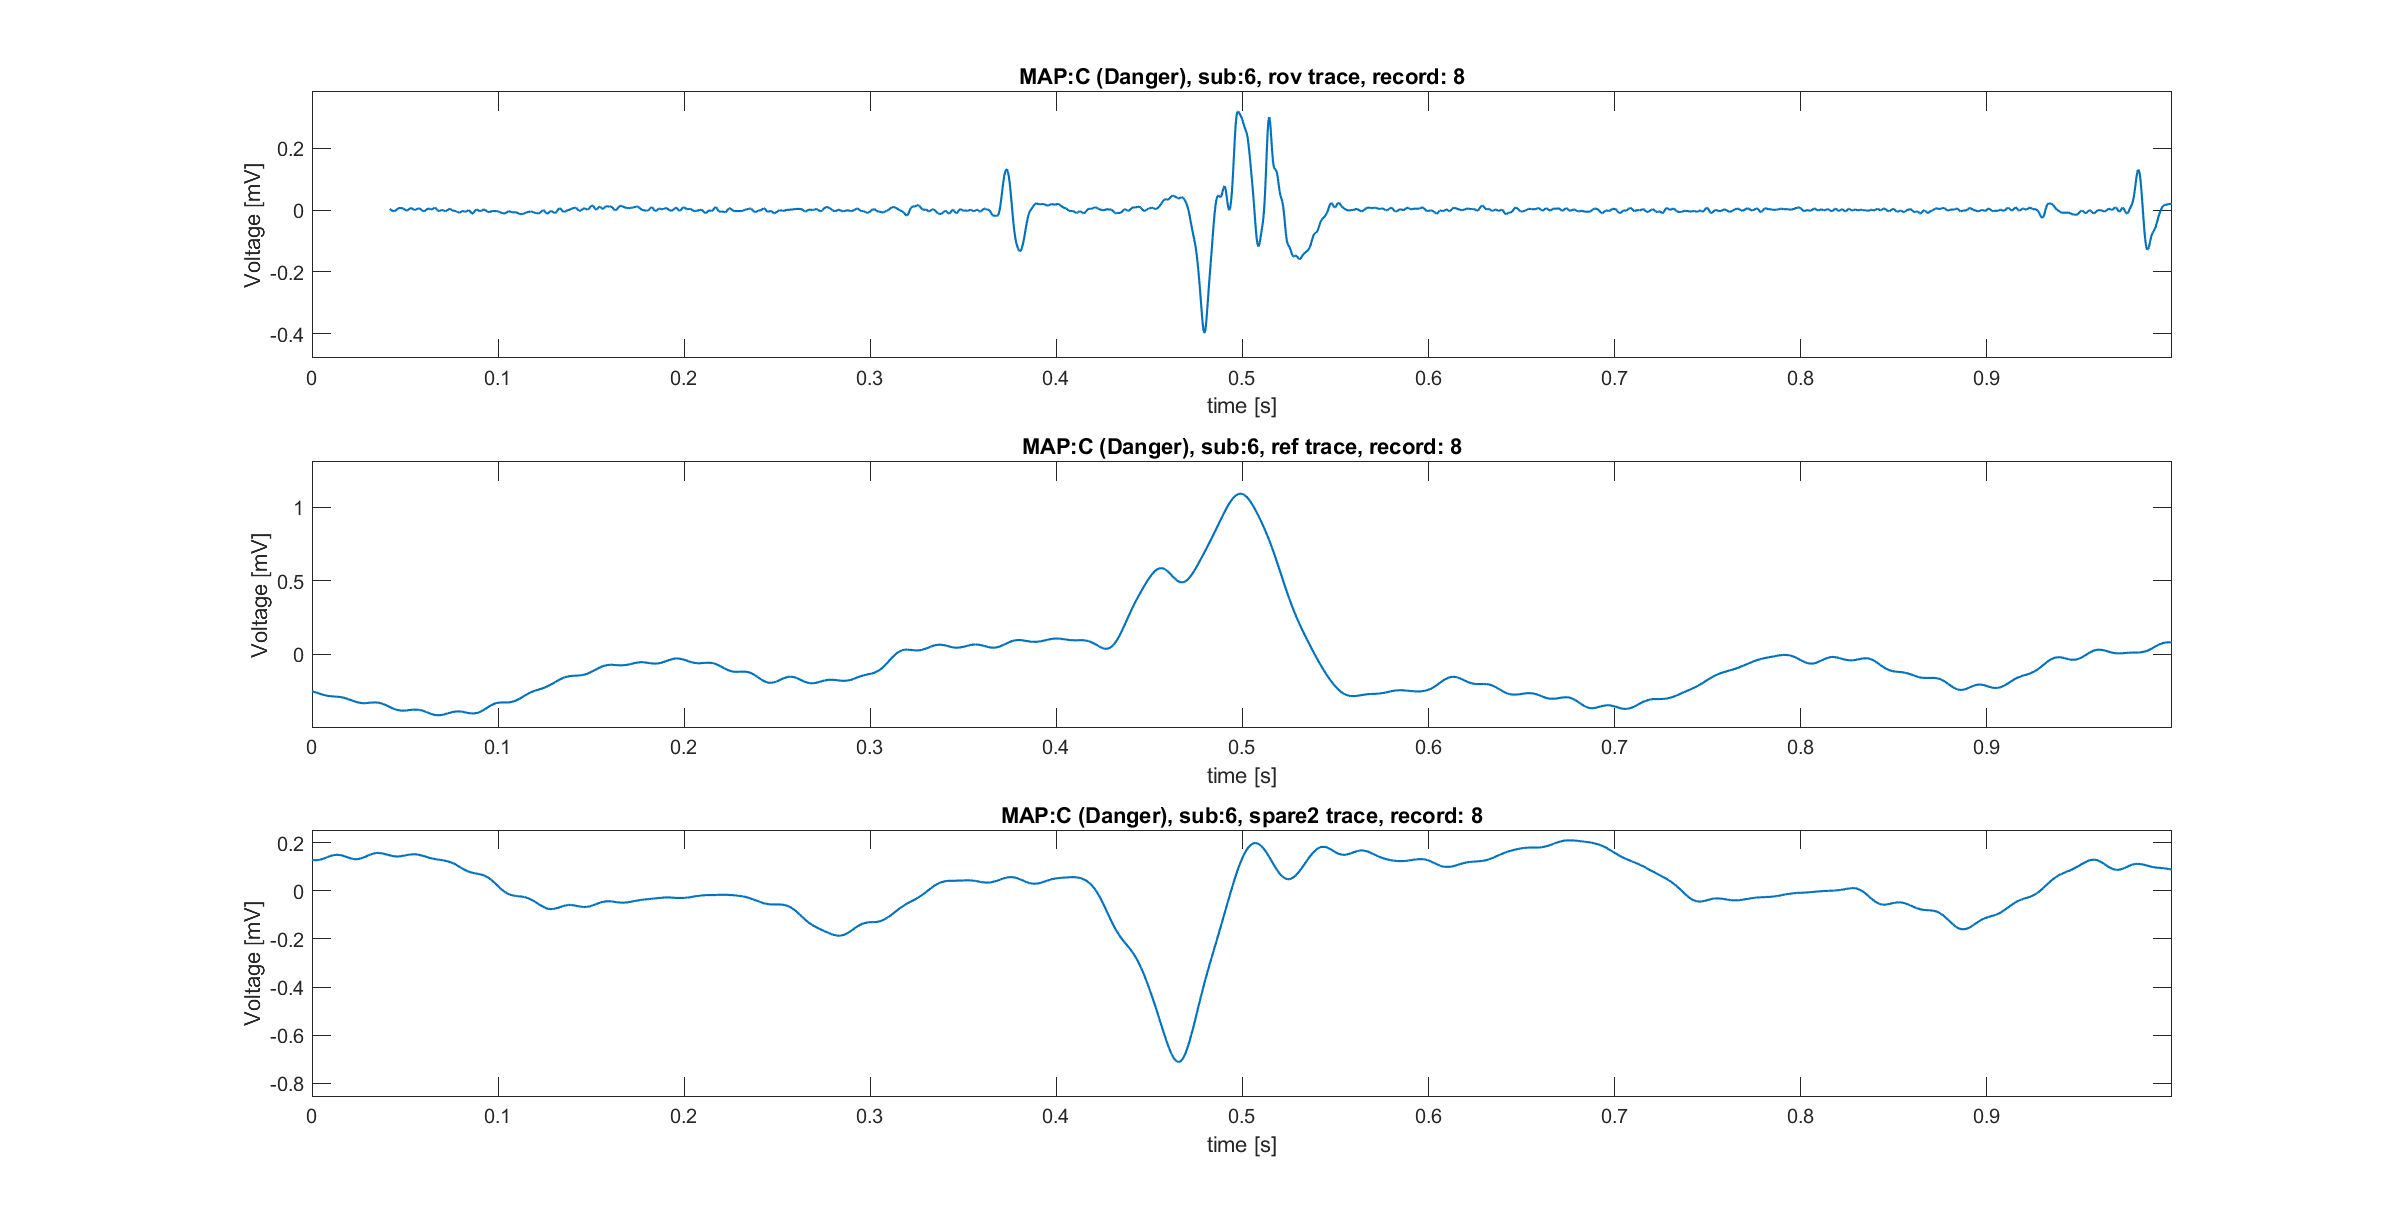 MAP:C (Danger), sub:6, rov trace, record: 8
Voltage [mV]
0.2
0
-0.2
-0.4
0 0.1 0.2 0.3 0.4 0.5 0.6 0.7 0.8 0.9
time [s]
MAP:C (Danger), sub:6, ref trace, record: 8
Voltage [mV]
1
0.5
0
0 0.1 0.2 0.3 0.4 0.5 0.6 0.7 0.8 0.9
time [s]
MAP:C (Danger), sub:6, spare2 trace, record: 8
Voltage [mV]
0.2
0
-0.2
-0.4
-0.6
-0.8
0 0.1 0.2 0.3 0.4 0.5 0.6 0.7 0.8 0.9
time [s]